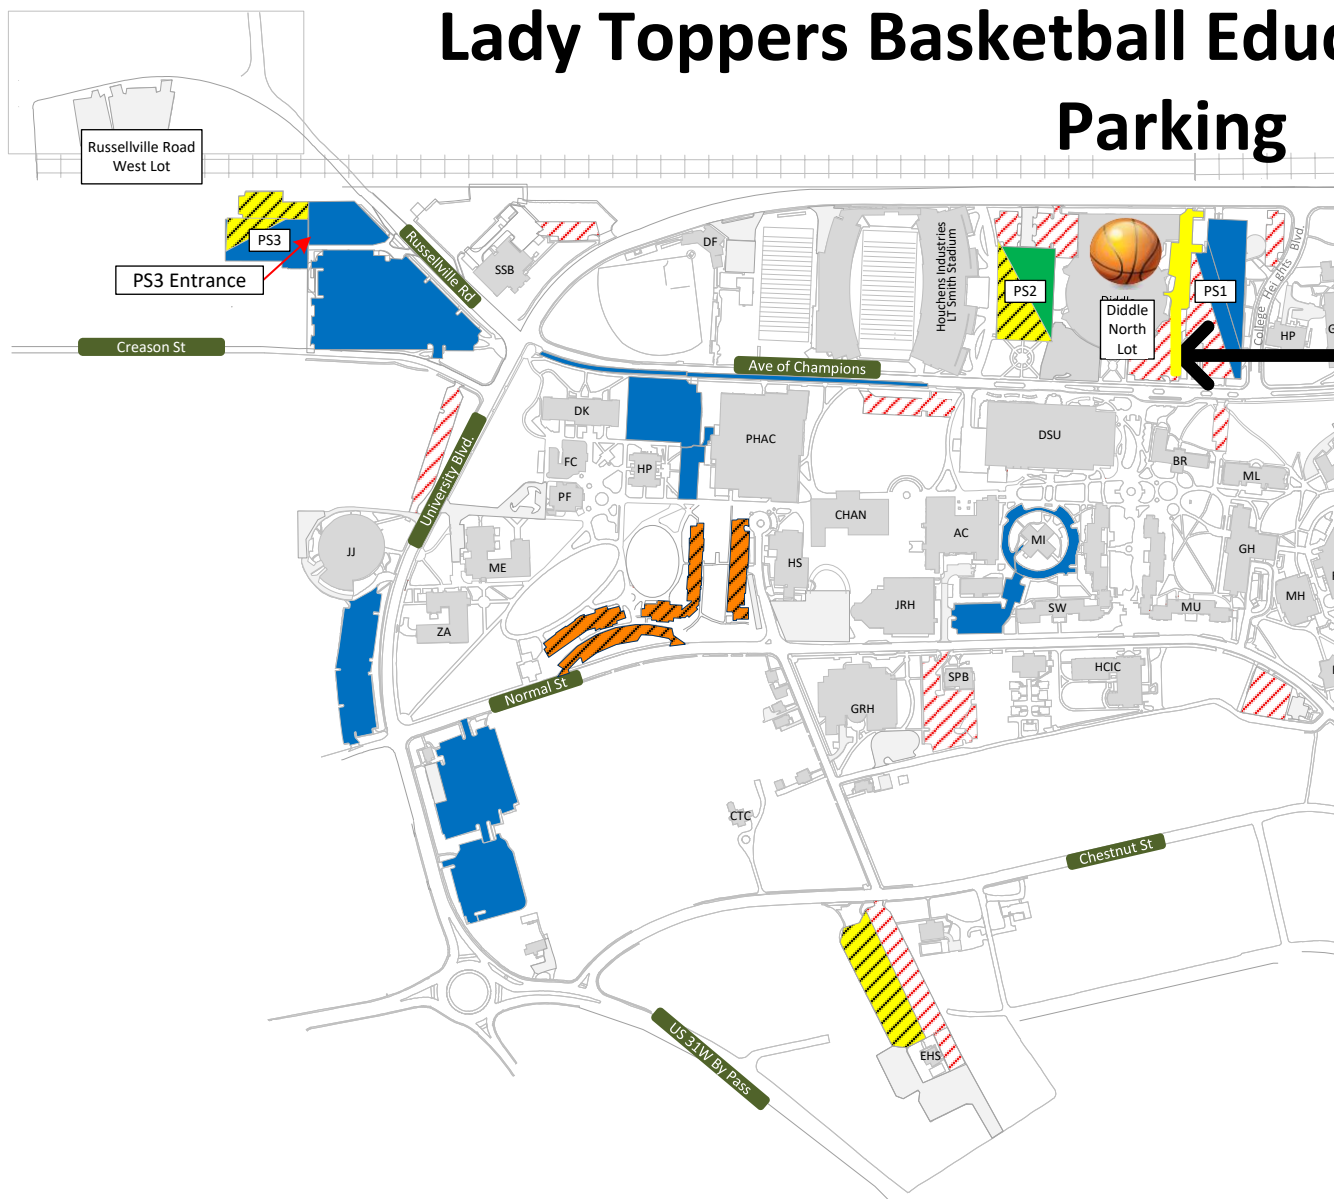 Lady Toppers Basketball Educ
Parking
Russellville Road
West Lot
PS3
PS3 Entrance
Russellville Rd
Creason St
SSB
DF
Houchens Industries
LT Smith Stadium
PS2
Diddle
North
Lot
PS1
College Heights Blvd.
HP
Ave of Champions
DK
PHAC
DSU
BR
ML
FC
HP
PF
University Blvd.
CHAN
AC
MI
GH
JJ
ME
HS
JRH
SW
MU
MH
ZA
Normal St
GRH
SPB
HCIC
CTC
Chestnut St
EHS
US 31W By Pass